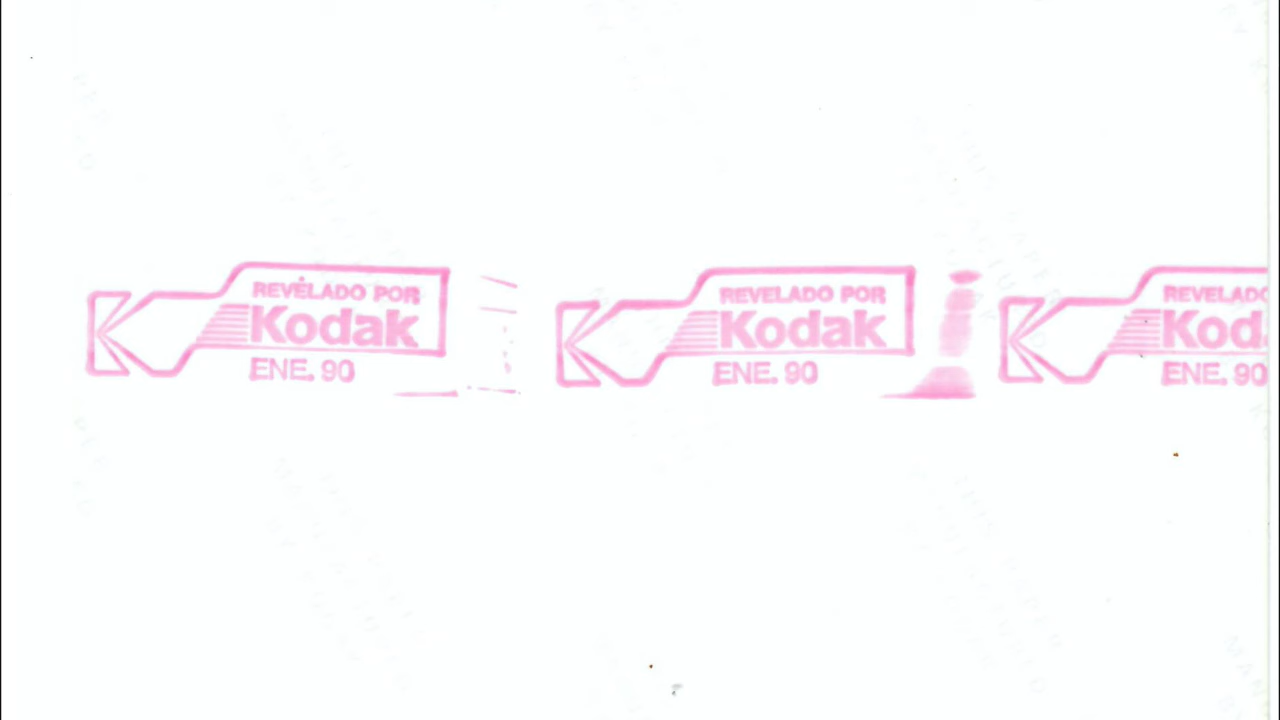 REVELADO POR
Kodak
ENE. 90
REVELADO POR
Kodak
ENE. 90
REVELADO
Kod
ENE. 90